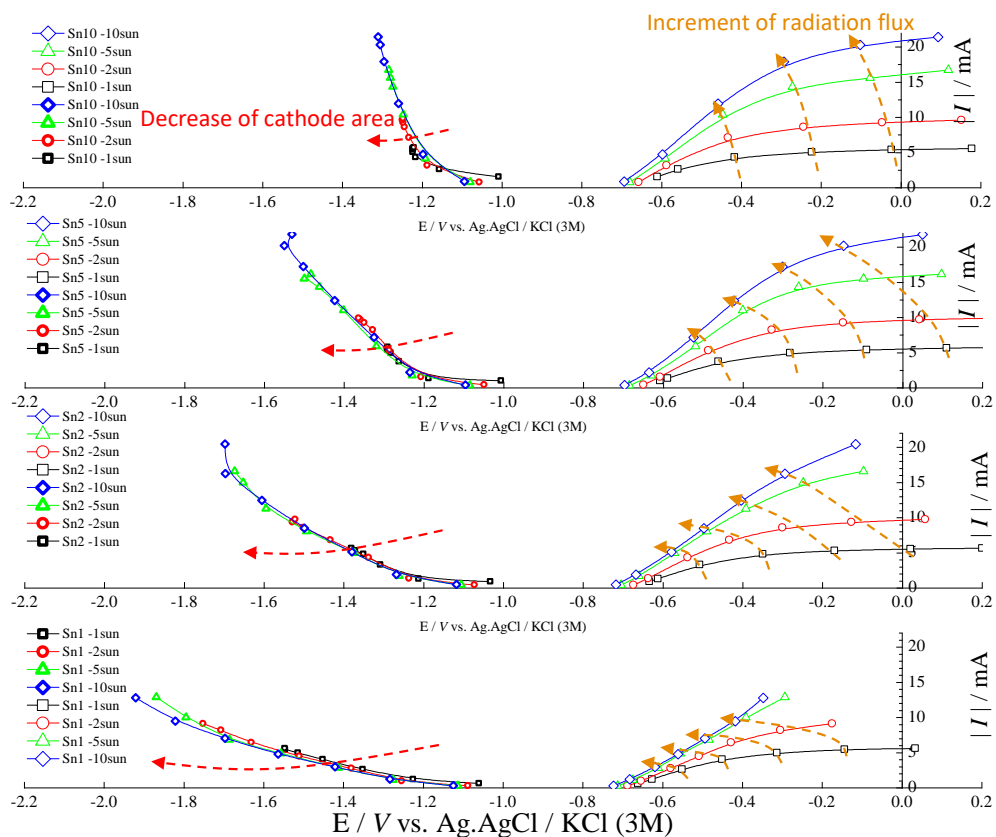 Increment of radiation flux
Sn10 -10sun
Sn10 -5sun
Sn10 -2sun
Sn10 -1sun
Sn10 -10sun
Sn10 -5sun
Sn10 -2sun
Sn10 -1sun
Decrease of cathode area
20
15
10
5
0
| I | / mA
-2.2 -2.0 -1.8 -1.6 -1.4 -1.2 -1.0 -0.8 -0.6 -0.4 -0.2 0.0 0.2
E / V vs. Ag.AgCl / KCl (3M)
Sn5 -10sun
Sn5 -5sun
Sn5 -2sun
Sn5 -1sun
Sn5 -10sun
Sn5 -5sun
Sn5 -2sun
Sn5 -1sun
20
15
10
5
0
| I | / mA
-2.2 -2.0 -1.8 -1.6 -1.4 -1.2 -1.0 -0.8 -0.6 -0.4 -0.2 0.0 0.2
E / V vs. Ag.AgCl / KCl (3M)
Sn2 -10sun
Sn2 -5sun
Sn2 -2sun
Sn2 -1sun
Sn2 -10sun
Sn2 -5sun
Sn2 -2sun
Sn2 -1sun
20
15
10
5
0
| I | / mA
-2.2 -2.0 -1.8 -1.6 -1.4 -1.2 -1.0 -0.8 -0.6 -0.4 -0.2 0.0 0.2
E / V vs. Ag.AgCl / KCl (3M)
Sn1 -1sun
Sn1 -2sun
Sn1 -5sun
Sn1 -10sun
Sn1 -1sun
Sn1 -2sun
Sn1 -5sun
Sn1 -10sun
20
15
10
5
0
| I | / mA
-2.2 -2.0 -1.8 -1.6 -1.4 -1.2 -1.0 -0.8 -0.6 -0.4 -0.2 0.0 0.2
E / V vs. Ag.AgCl / KCl (3M)